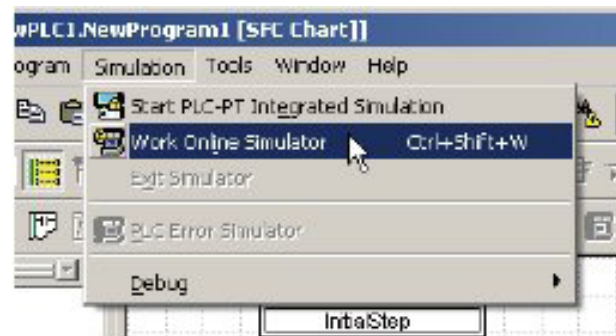 wPLC1.NewProgram1 [SFC Chart]]
ogram Simulation Tools Window Help
Start PLC-PT Integrated Simulation
Work Online Simulator Ctrl+Shift+W
Exit Simulator
PLC Error Simulator
Debug
InitialStep